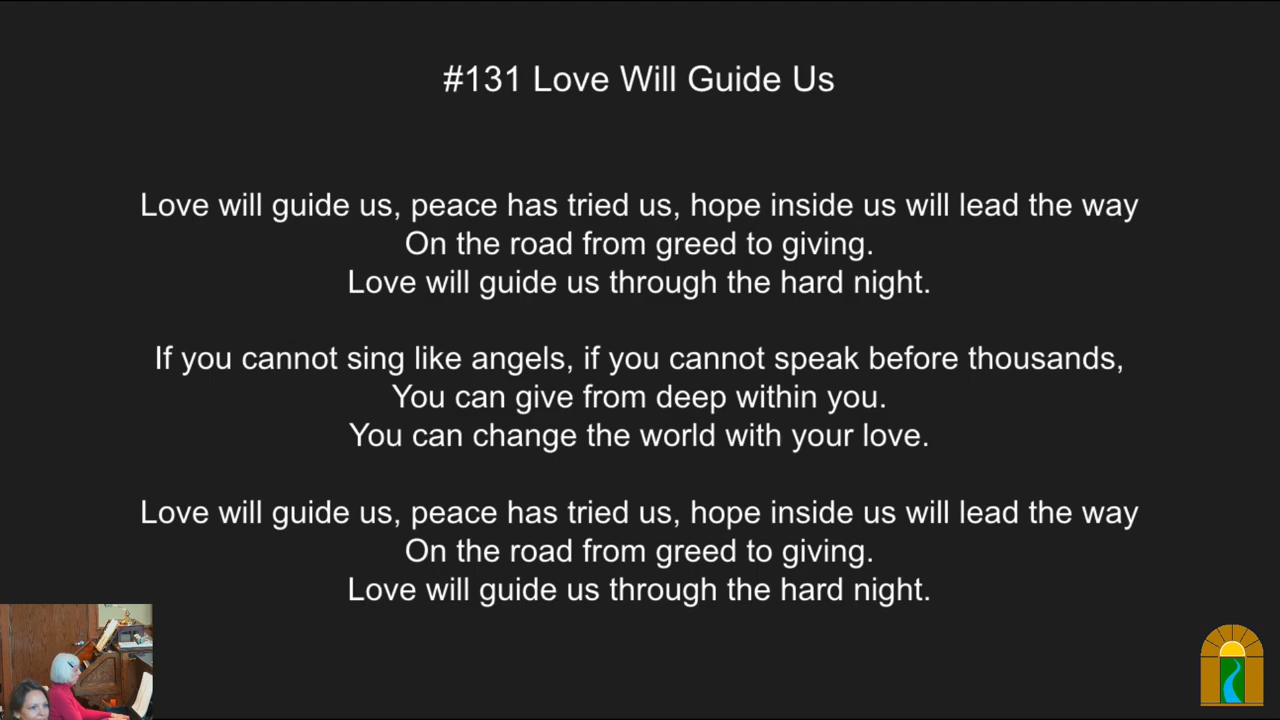 #131 Love Will Guide Us
Love will guide us, peace has tried us, hope inside us will lead the way
On the road from greed to giving.
Love will guide us through the hard night.
If you cannot sing like angels, if you cannot speak before thousands,
You can give from deep within you.
You can change the world with your love.
Love will guide us, peace has tried us, hope inside us will lead the way
On the road from greed to giving.
Love will guide us through the hard night.